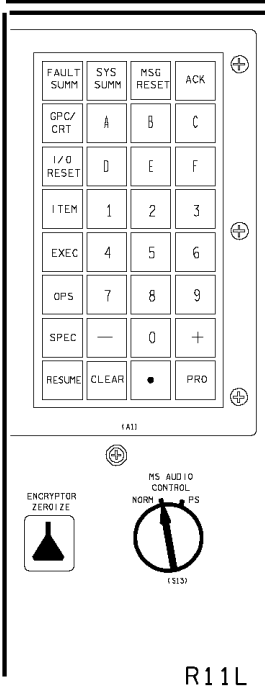 FAULT SUMM SYS SUMM MSG RESET ACK
GPC/ CRT A B C
I/O RESET D E F
ITEM 1 2 3
EXEC 4 5 6
OPS 7 8 9
SPEC — 0 +
RESUME CLEAR • PRO
(A1)
MS AUDIO
CONTROL
NORM PS
ENCRYPTOR
ZEROIZE
(S13)
R11L